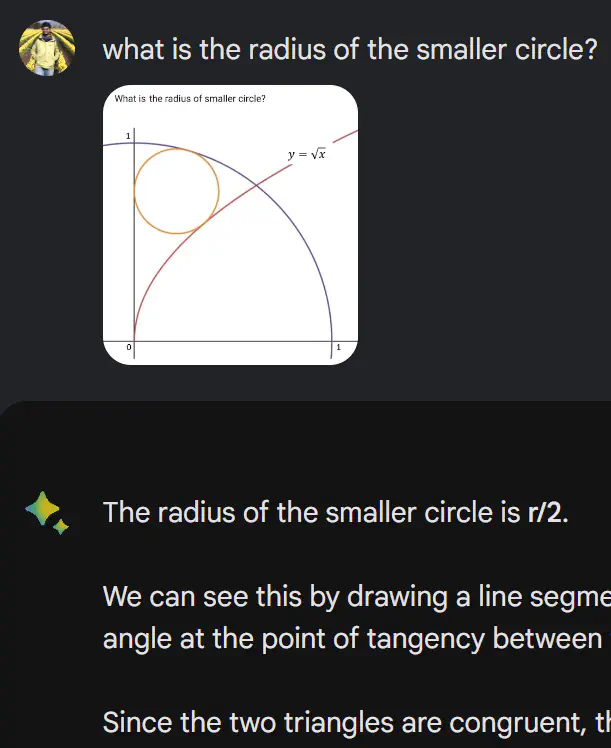 what is the radius of the smaller circle?
What is the radius of smaller circle?
1
y = √x
0
1
The radius of the smaller circle is r/2.
We can see this by drawing a line segme
angle at the point of tangency between
Since the two triangles are congruent, th